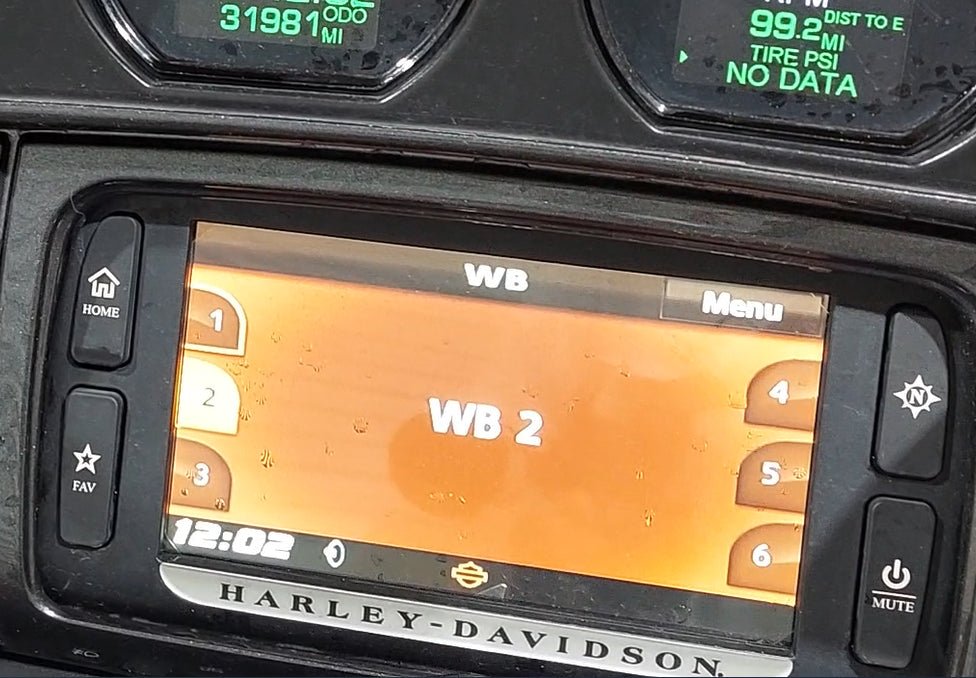 31981 ODO
MI
RPM
99.2 DIST TO E
MI
TIRE PSI
NO DATA
WB
Menu
HOME
1
2
3
WB 2
4
5
6
N
FAV
12:02
MUTE
HARLEY-DAVIDSON.